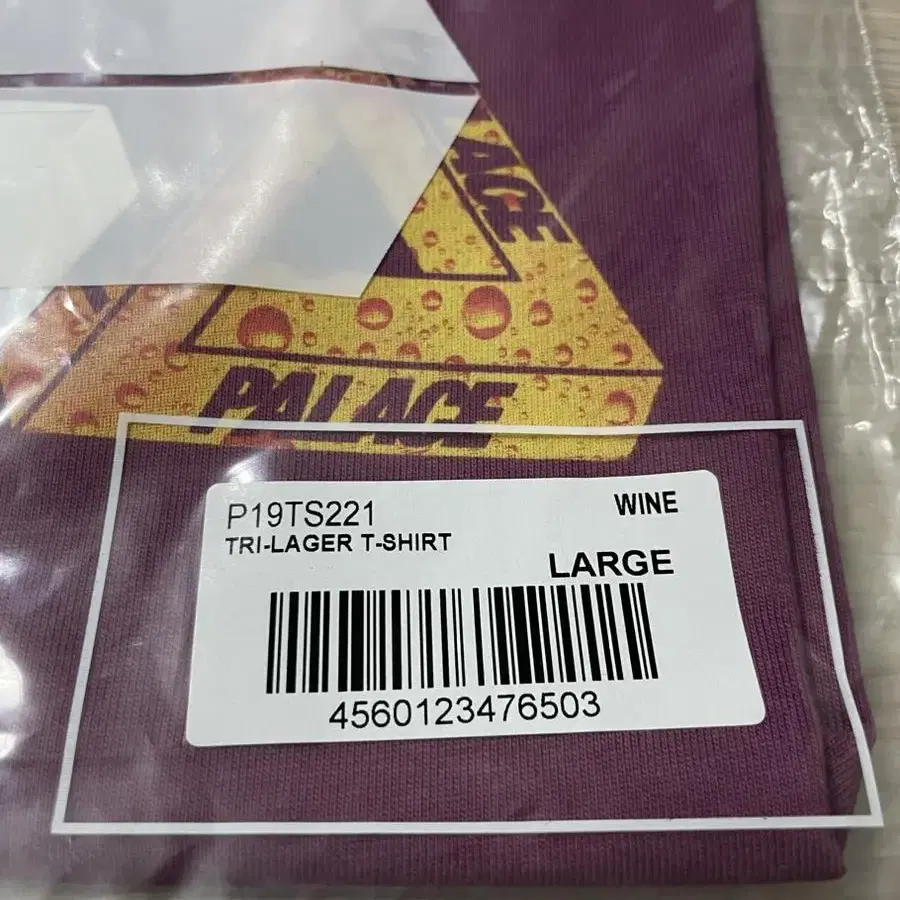 PALACE
PALACE
P19TS221
WINE
TRI-LAGER T-SHIRT
LARGE
4560123476503